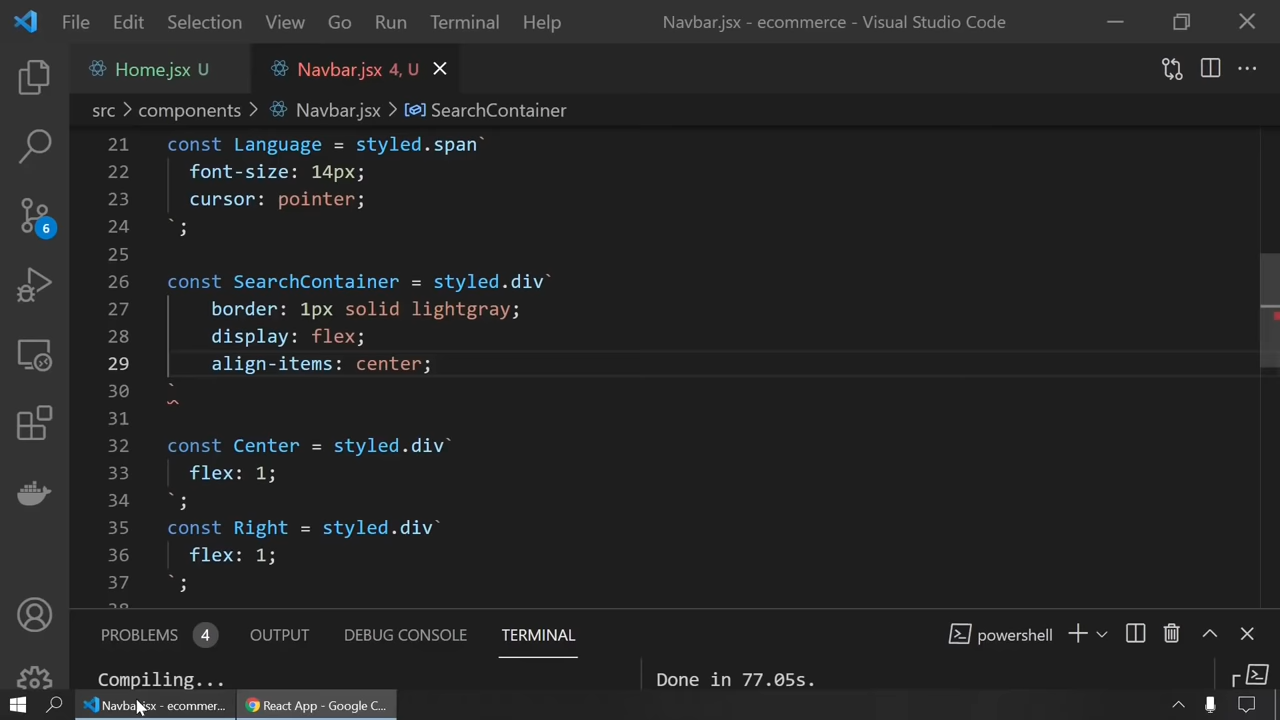 File Edit Selection View Go Run Terminal Help Navbar.jsx - ecommerce - Visual Studio Code
Home.jsx U Navbar.jsx 4, U
src > components > Navbar.jsx > SearchContainer
21 const Language = styled.span`
22 font-size: 14px;
23 cursor: pointer;
24 `;
25
26 const SearchContainer = styled.div`
27 border: 1px solid lightgray;
28 display: flex;
29 align-items: center;
30 `
31
32 const Center = styled.div`
33 flex: 1;
34 `;
35 const Right = styled.div`
36 flex: 1;
37 `;
38
6
PROBLEMS 4 OUTPUT DEBUG CONSOLE TERMINAL powershell
Compiling... Done in 77.05s.
Navbar.jsx - ecommer... React App - Google C...